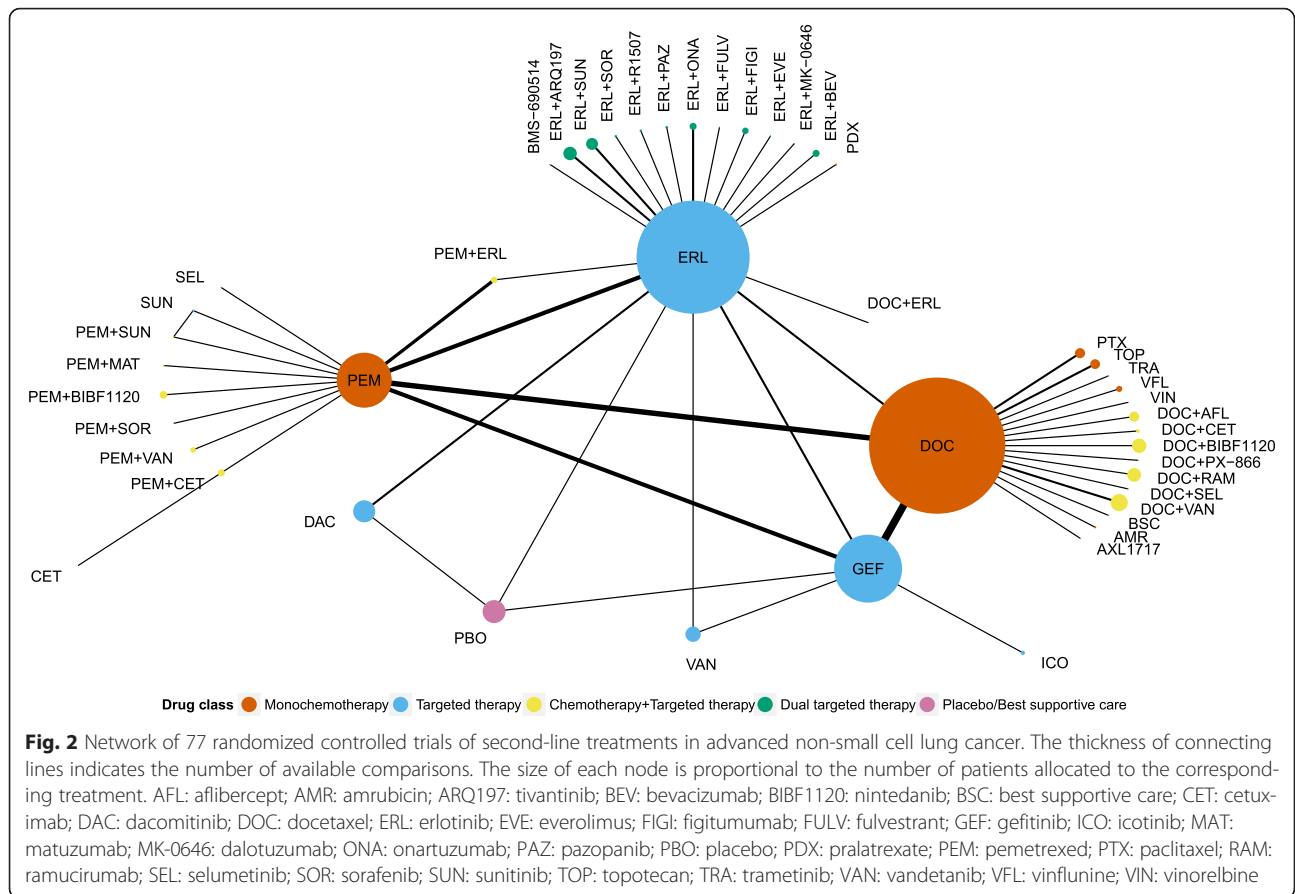 BMS-690514
ERL+ARQ197
ERL+SUN
ERL+SOR
ERL+R1507
ERL+PAZ
ERL+ONA
ERL+FULV
ERL+FIGI
ERL+EVE
ERL+MK-0646
ERL+BEV
PDX
PEM+ERL
ERL
SEL
SUN
PEM+SUN
PEM+MAT
PEM+BIBF1120
PEM+SOR
PEM+VAN
PEM+CET
CET
PEM
DOC+ERL
DOC
PTX
TOP
TRA
VFL
VIN
DOC+AFL
DOC+CET
DOC+BIBF1120
DOC+PX−866
DOC+RAM
DOC+SEL
DOC+VAN
BSC
AMR
AXL1717
DAC
GEF
PBO
VAN
ICO
Drug class Monochemotherapy Targeted therapy Chemotherapy+Targeted therapy Dual targeted therapy Placebo/Best supportive care
Fig. 2 Network of 77 randomized controlled trials of second-line treatments in advanced non-small cell lung cancer. The thickness of connecting
lines indicates the number of available comparisons. The size of each node is proportional to the number of patients allocated to the correspond-
ing treatment. AFL: aflibercept; AMR: amrubicin; ARQ197: tivantinib; BEV: bevacizumab; BIBF1120: nintedanib; BSC: best supportive care; CET: cetux-
imab; DAC: dacomitinib; DOC: docetaxel; ERL: erlotinib; EVE: everolimus; FIGI: figitumumab; FULV: fulvestrant; GEF: gefitinib; ICO: icotinib; MAT:
matuzumab; MK-0646: dalotuzumab; ONA: onartuzumab; PAZ: pazopanib; PBO: placebo; PDX: pralatrexate; PEM: pemetrexed; PTX: paclitaxel; RAM:
ramucirumab; SEL: selumetinib; SOR: sorafenib; SUN: sunitinib; TOP: topotecan; TRA: trametinib; VAN: vandetanib; VFL: vinflunine; VIN: vinorelbine